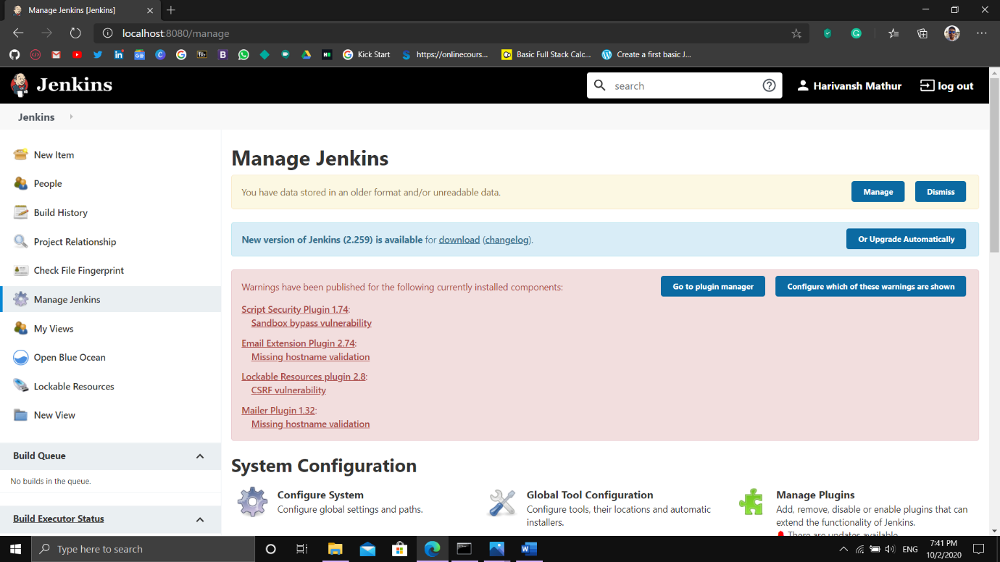 Manage Jenkins [Jenkins]
localhost:8080/manage
Kick Start
https://onlinecours...
Basic Full Stack Calc...
Create a first basic J...
Jenkins
search
Harivansh Mathur
log out
Jenkins
New Item
People
Build History
Project Relationship
Check File Fingerprint
Manage Jenkins
My Views
Open Blue Ocean
Lockable Resources
New View
Build Queue
No builds in the queue.
Build Executor Status
Manage Jenkins
You have data stored in an older format and/or unreadable data.
Manage
Dismiss
New version of Jenkins (2.259) is available for download (changelog).
Or Upgrade Automatically
Warnings have been published for the following currently installed components:
Go to plugin manager
Configure which of these warnings are shown
Script Security Plugin 1.74:
Sandbox bypass vulnerability
Email Extension Plugin 2.74:
Missing hostname validation
Lockable Resources plugin 2.8:
CSRF vulnerability
Mailer Plugin 1.32:
Missing hostname validation
System Configuration
Configure System
Configure global settings and paths.
Global Tool Configuration
Configure tools, their locations and automatic
installers.
Manage Plugins
Add, remove, disable or enable plugins that can
extend the functionality of Jenkins.
There are updates available
Type here to search
ENG
7:41 PM
10/2/2020